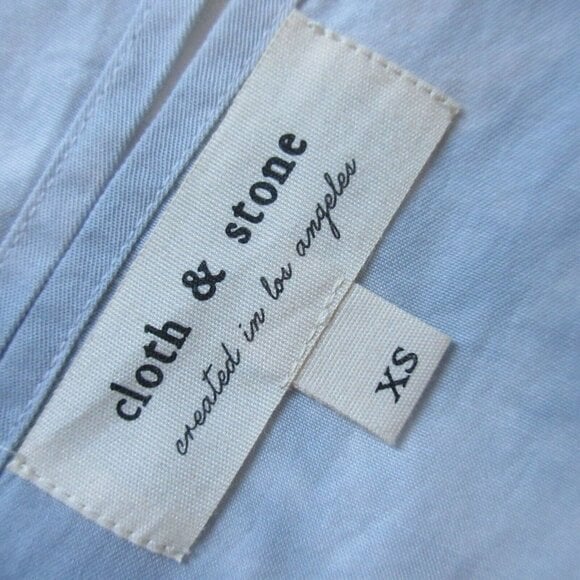 cloth & stone
created in los angeles
XS